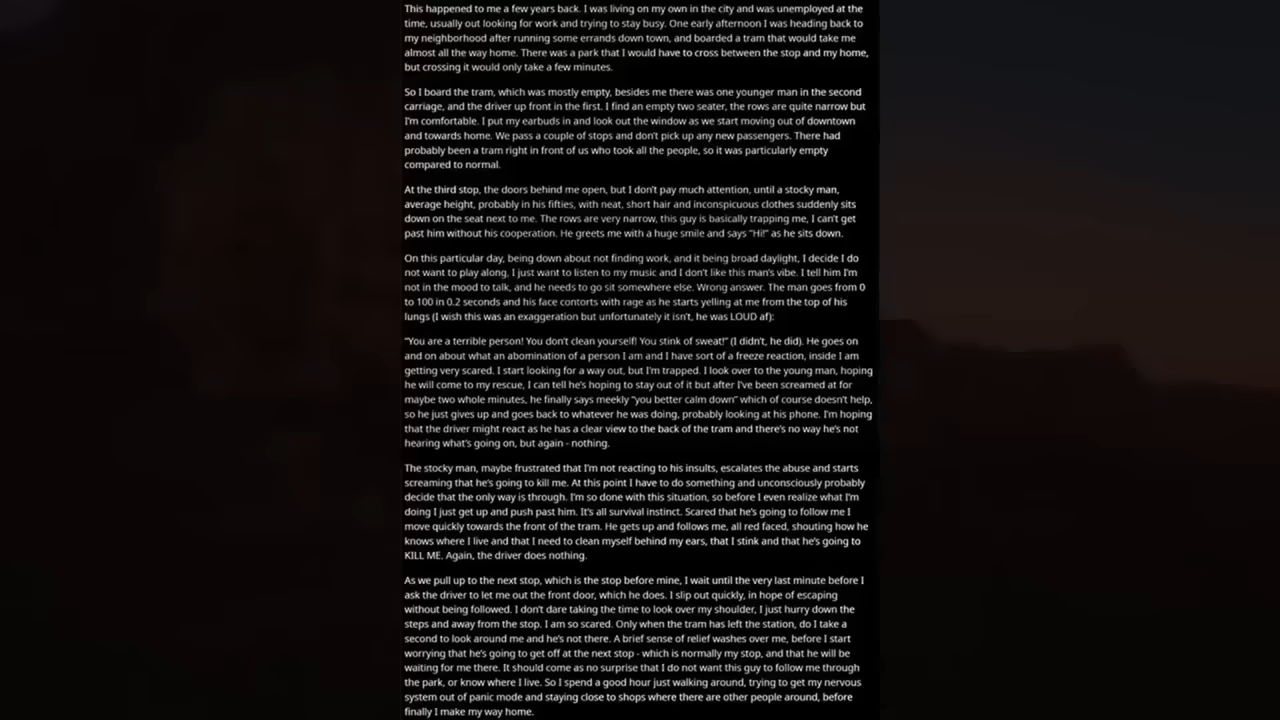 This happened to me a few years back. I was living on my own in the city and was unemployed at the
time, usually out looking for work and trying to stay busy. One early afternoon I was heading back to
my neighborhood after running some errands down town, and boarded a tram that would take me
almost all the way home. There was a park that I would have to cross between the stop and my home,
but crossing it would only take a few minutes.
So I board the tram, which was mostly empty, besides me there was one younger man in the second
carriage, and the driver up front in the first. I find an empty two seater, the rows are quite narrow but
I'm comfortable. I put my earbuds in and look out the window as we start moving out of downtown
and towards home. We pass a couple of stops and don't pick up any new passengers. There had
probably been a tram right in front of us who took all the people, so it was particularly empty
compared to normal.
At the third stop, the doors behind me open, but I don't pay much attention, until a stocky man,
average height, probably in his fifties, with neat, short hair and inconspicuous clothes suddenly sits
down on the seat next to me. The rows are very narrow, this guy is basically trapping me, I can't get
past him without his cooperation. He greets me with a huge smile and says "Hi!" as he sits down.
On this particular day, being down about not finding work, and it being broad daylight, I decide I do
not want to play along, I just want to listen to my music and I don't like this man's vibe. I tell him I'm
not in the mood to talk, and he needs to go sit somewhere else. Wrong answer. The man goes from 0
to 100 in 0.2 seconds and his face contorts with rage as he starts yelling at me from the top of his
lungs (I wish this was an exaggeration but unfortunately it isn't, he was LOUD af):
"You are a terrible person! You don't clean yourself! You stink of sweat!" (I didn't, he did). He goes on
and on about what an abomination of a person I am and I have sort of a freeze reaction, inside I am
getting very scared. I start looking for a way out, but I'm trapped. I look over to the young man, hoping
he will come to my rescue, I can tell he's hoping to stay out of it but after I've been screamed at for
maybe two whole minutes, he finally says meekly "you better calm down" which of course doesn't help,
so he just gives up and goes back to whatever he was doing, probably looking at his phone. I'm hoping
that the driver might react as he has a clear view to the back of the tram and there's no way he's not
hearing what's going on, but again - nothing.
The stocky man, maybe frustrated that I'm not reacting to his insults, escalates the abuse and starts
screaming that he's going to kill me. At this point I have to do something and unconsciously probably
decide that the only way is through. I'm so done with this situation, so before I even realize what I'm
doing I just get up and push past him. It's all survival instinct. Scared that he's going to follow me I
move quickly towards the front of the tram. He gets up and follows me, all red faced, shouting how he
knows where I live and that I need to clean myself behind my ears, that I stink and that he's going to
KILL ME. Again, the driver does nothing.
As we pull up to the next stop, which is the stop before mine, I wait until the very last minute before I
ask the driver to let me out the front door, which he does. I slip out quickly, in hope of escaping
without being followed. I don't dare taking the time to look over my shoulder, I just hurry down the
steps and away from the stop. I am so scared. Only when the tram has left the station, do I take a
second to look around me and he's not there. A brief sense of relief washes over me, before I start
worrying that he's going to get off at the next stop - which is normally my stop, and that he will be
waiting for me there. It should come as no surprise that I do not want this guy to follow me through
the park, or know where I live. So I spend a good hour just walking around, trying to get my nervous
system out of panic mode and staying close to shops where there are other people around, before
finally I make my way home.